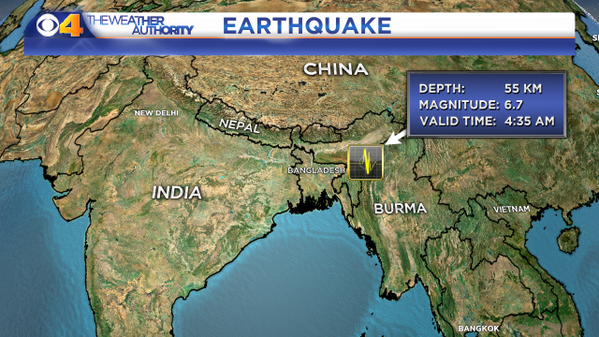 4 THE WEATHER AUTHORITY
EARTHQUAKE
CHINA
DEPTH: 55 KM
MAGNITUDE: 6.7
VALID TIME: 4:35 AM
NEW DELHI
NEPAL
BANGLADESH
INDIA
BURMA
VIETNAM
BANGKOK